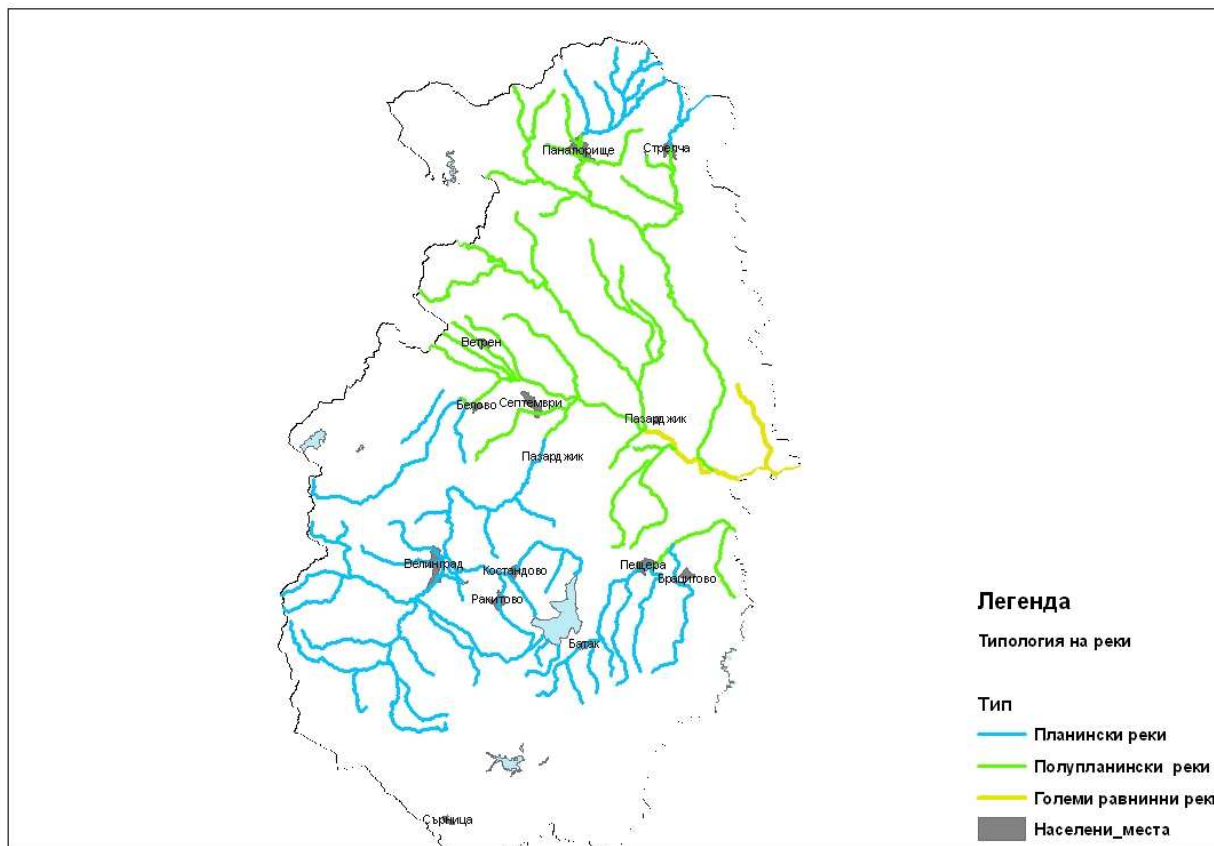 Панагюрище
Стрелча
Ветрен
Белово
Септември
Пазарджик
Пазарджик
Велинград
Костандово
Пещера
Брацигово
Ракитово
Батак
Сърница
Легенда
Типология на реки
Тип
Планински реки
Полупланински реки
Големи равнинни реки
Населени_места